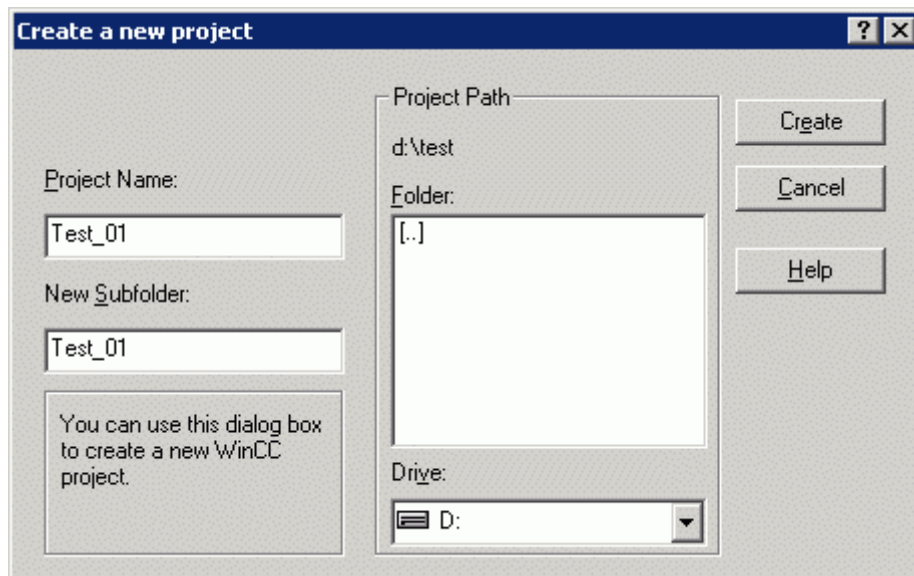 Create a new project
Project Name:
Test_01
New Subfolder:
Test_01
You can use this dialog box
to create a new WinCC
project.
Project Path
d:\test
Folder:
[..]
Drive:
D:
Create
Cancel
Help